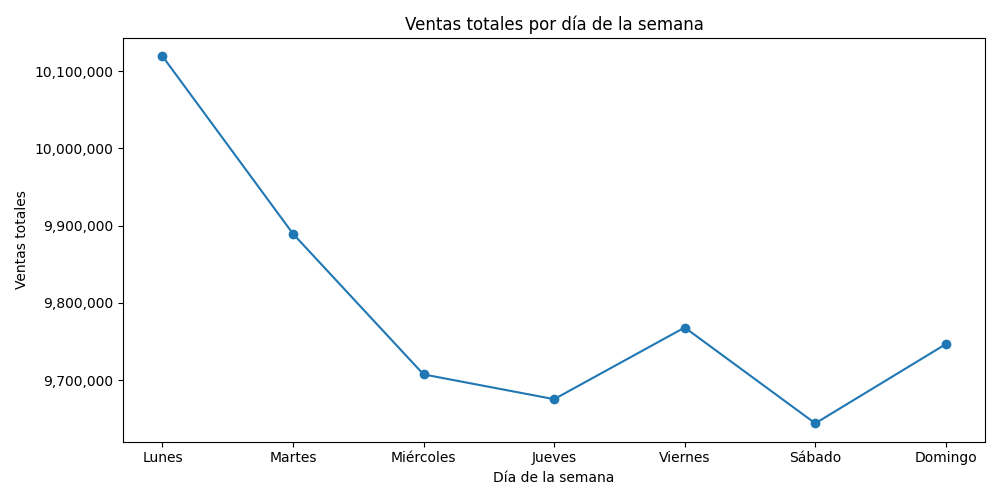 Ventas totales por día de la semana
Ventas totales
10,100,000
10,000,000
9,900,000
9,800,000
9,700,000
Lunes Martes Miércoles Jueves Viernes Sábado Domingo
Día de la semana